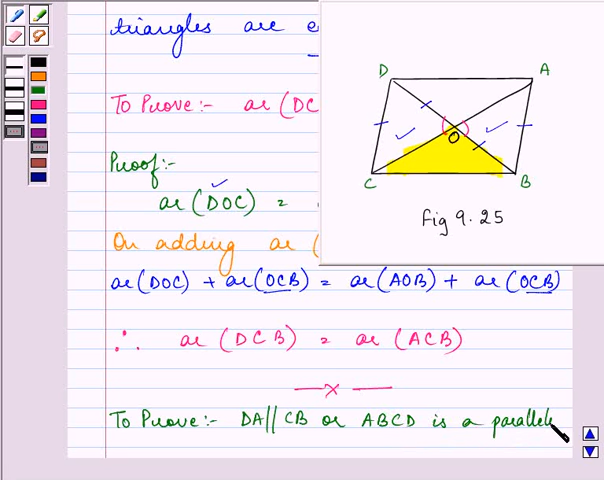 triangles are
To Prove:- ar (DC
Proof:-
ar (DOC) =
On adding ar (
ar (DOC) + ar (OCB) = ar (AOB) + ar (OCB)
∴ ar (DCB) = ar (ACB)
—x—
To Prove:- DA || CB or ABCD is a parallel
D
A
O
C
B
Fig 9.25